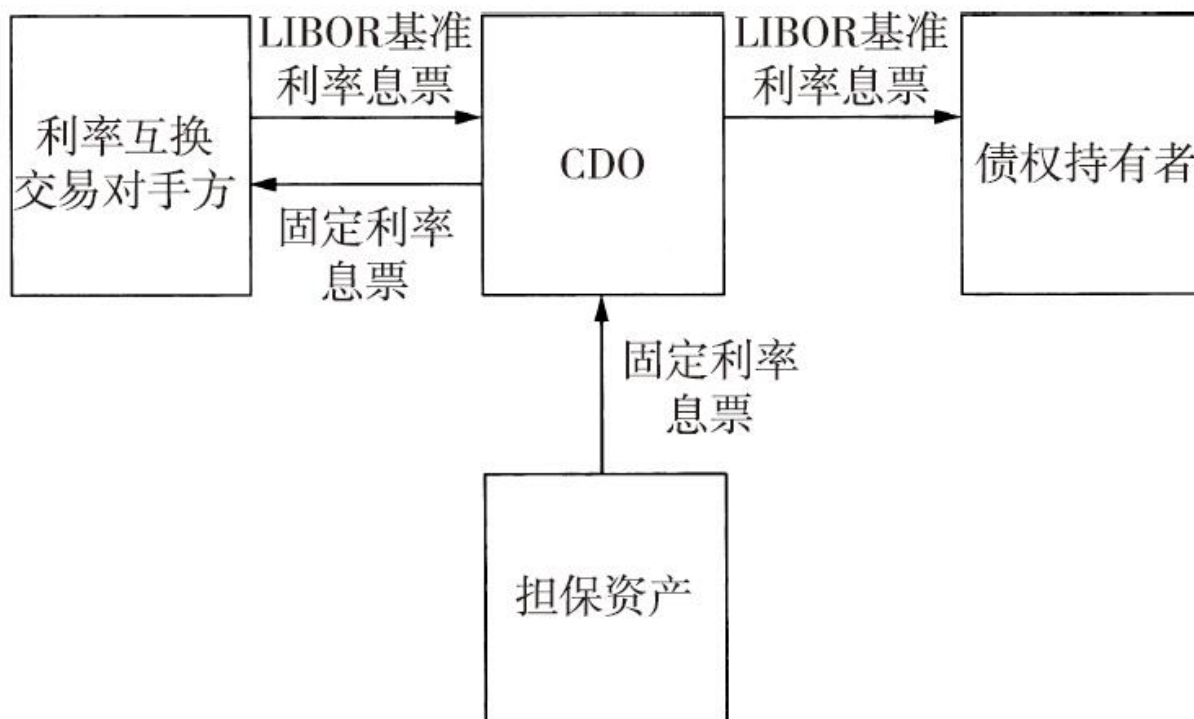 LIBOR基准
利率息票
利率互换
交易对手方
固定利率
息票
CDO
LIBOR基准
利率息票
债权持有者
固定利率
息票
担保资产